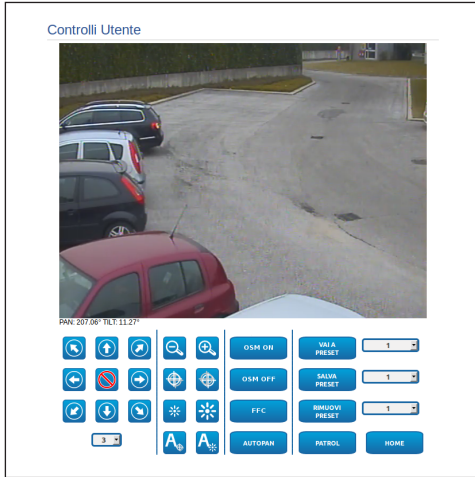 Controlli Utente
PAN: 207.06° TILT: 11.27°
OSM ON
VAI A
PRESET
1
OSM OFF
SALVA
PRESET
1
FFC
RIMUOVI
PRESET
1
3
A
A
AUTOPAN
PATROL
HOME